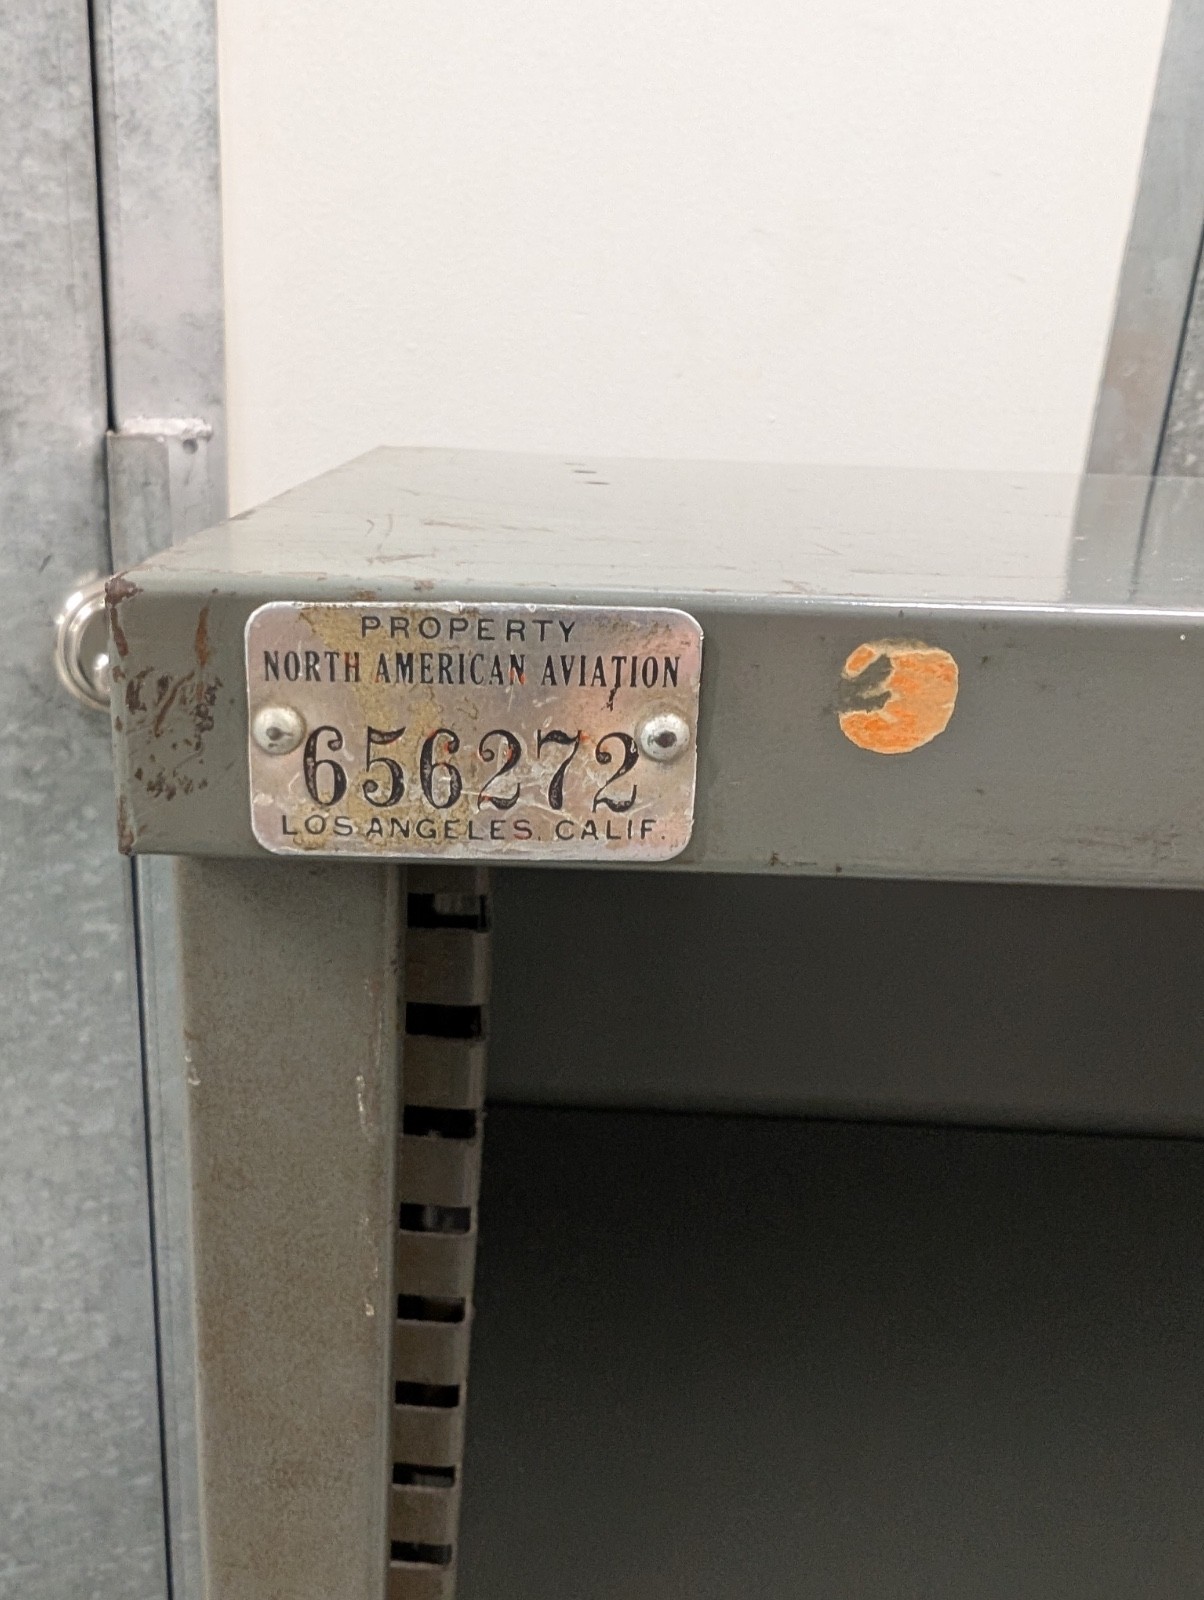 PROPERTY
NORTH AMERICAN AVIATION
656272
LOS ANGELES, CALIF.